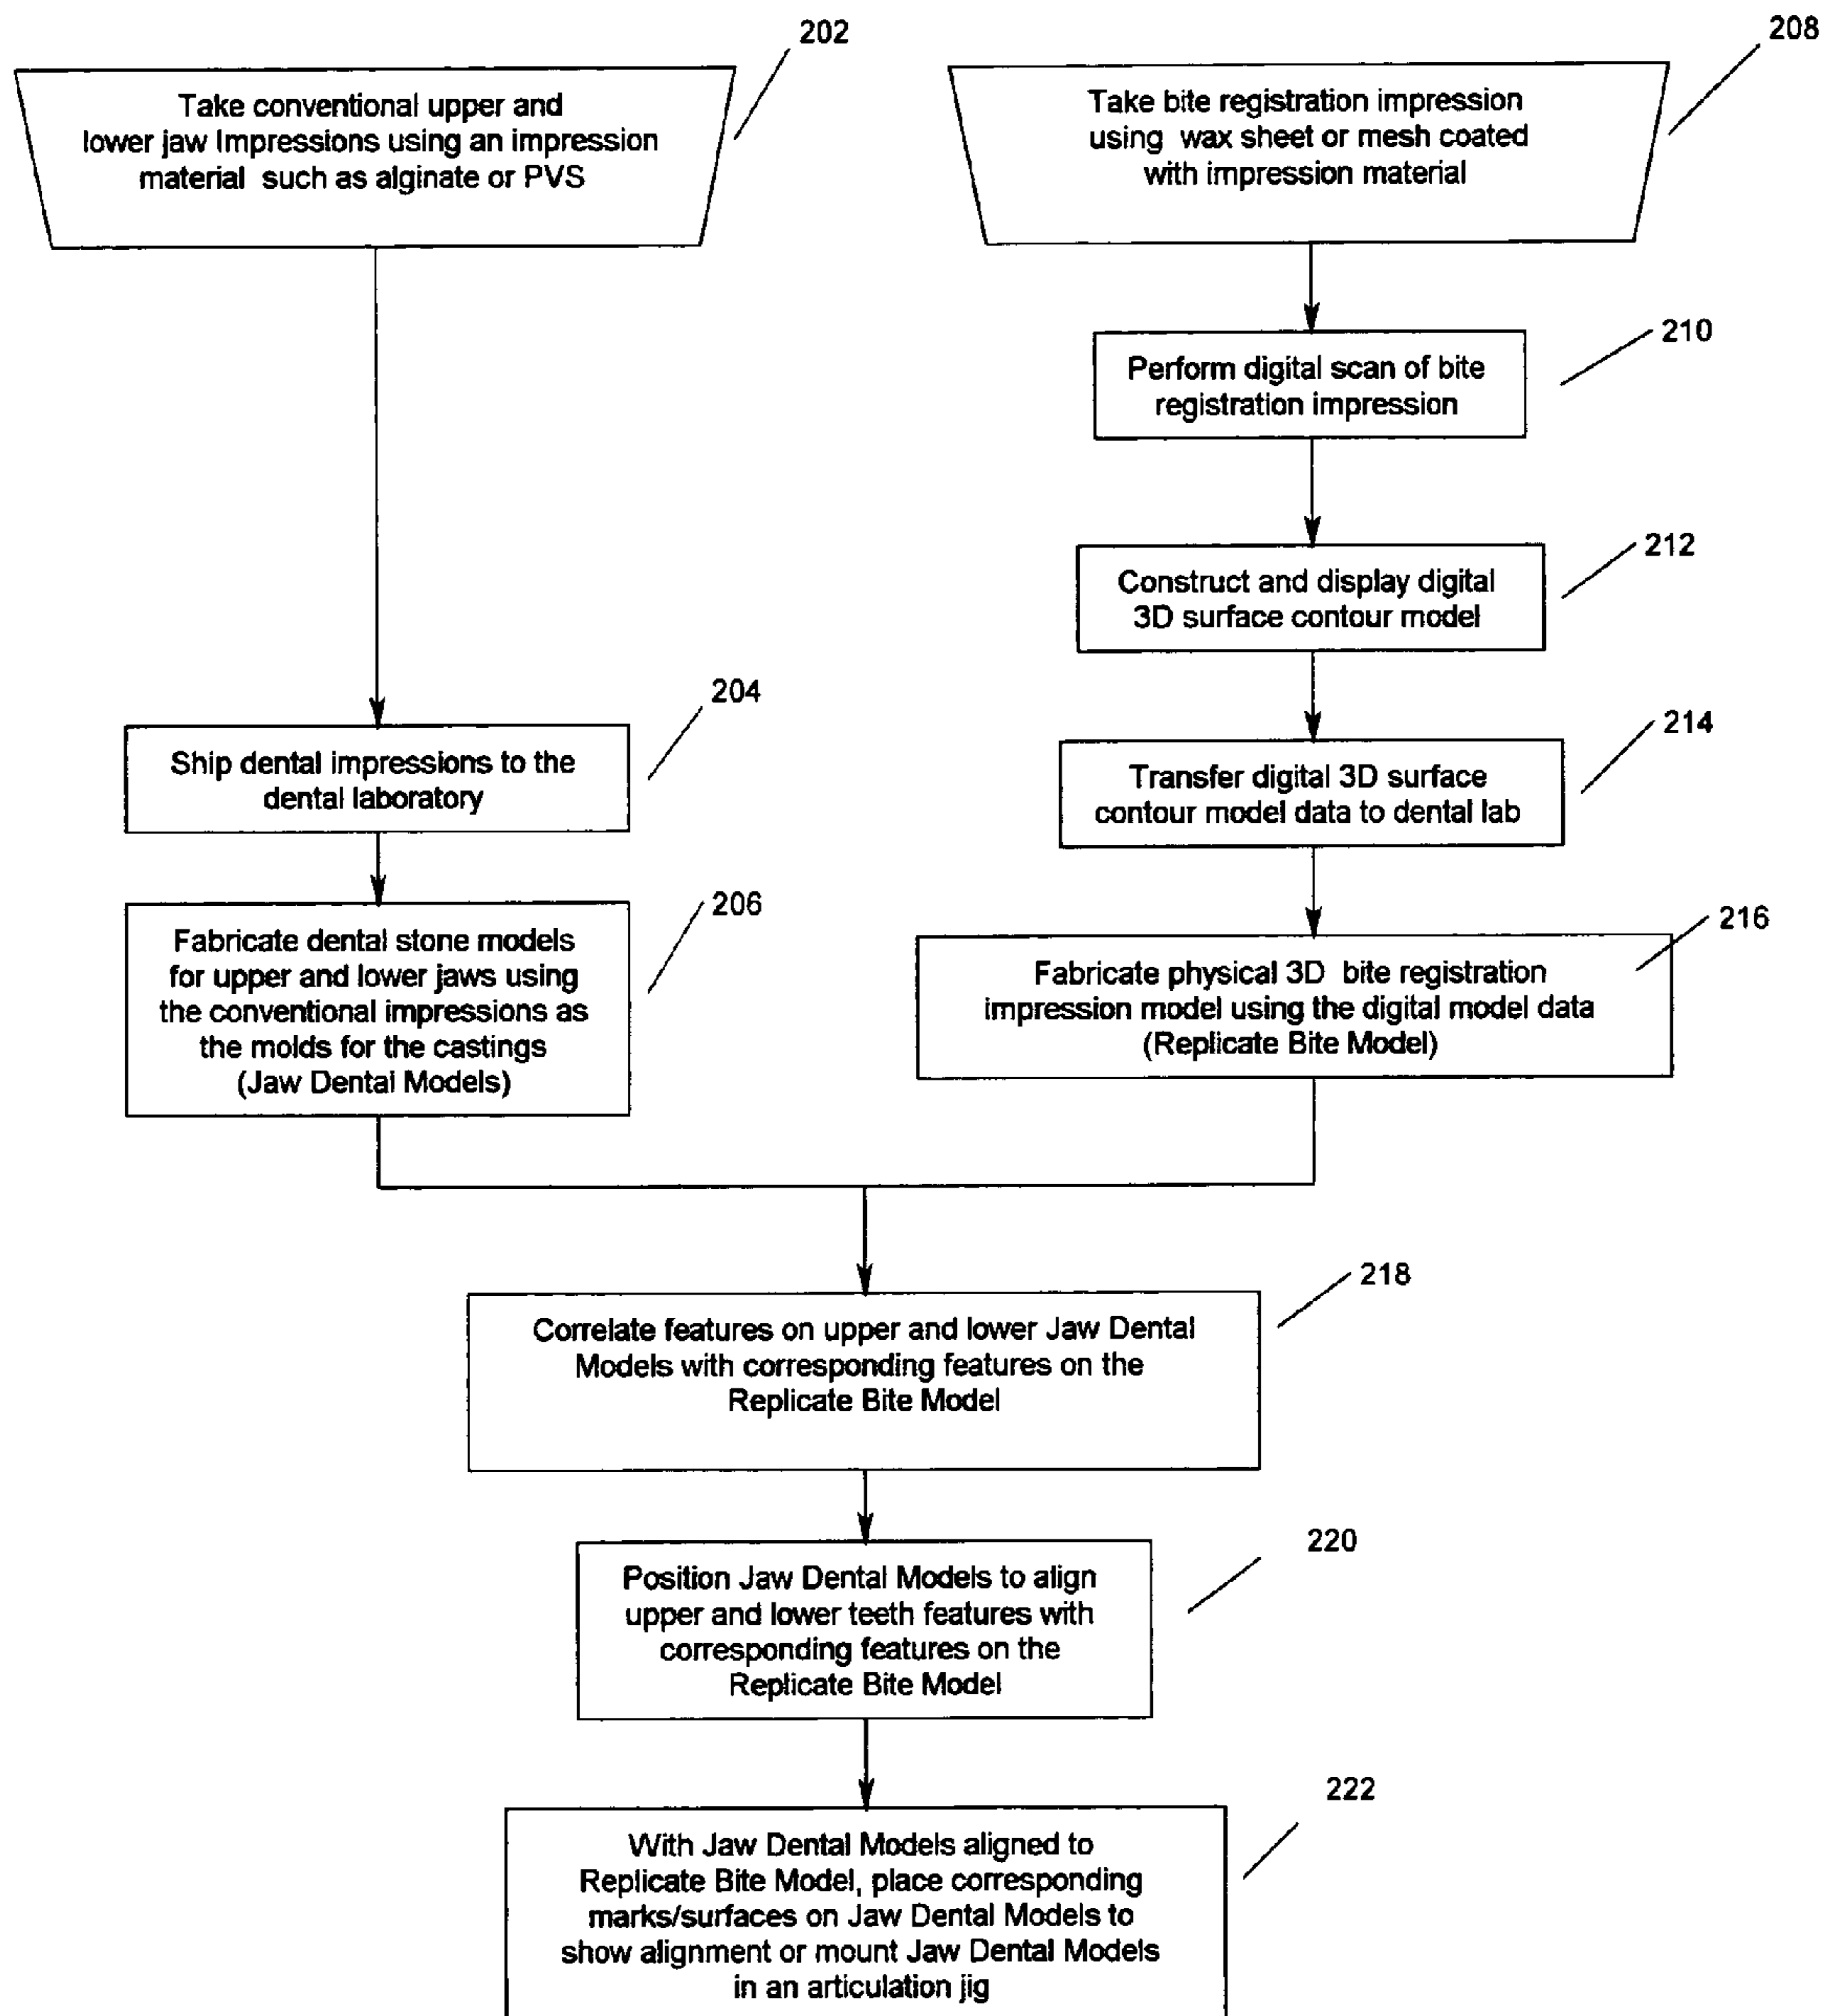 202
Take conventional upper and
lower jaw Impressions using an impression
material such as alginate or PVS
208
Take bite registration impression
using wax sheet or mesh coated
with impression material
210
Perform digital scan of bite
registration impression
212
Construct and display digital
3D surface contour model
204
Ship dental impressions to the
dental laboratory
214
Transfer digital 3D surface
contour model data to dental lab
206
Fabricate dental stone models
for upper and lower jaws using
the conventional impressions as
the molds for the castings
(Jaw Dental Models)
216
Fabricate physical 3D bite registration
impression model using the digital model data
(Replicate Bite Model)
218
Correlate features on upper and lower Jaw Dental
Models with corresponding features on the
Replicate Bite Model
220
Position Jaw Dental Models to align
upper and lower teeth features with
corresponding features on the
Replicate Bite Model
222
With Jaw Dental Models aligned to
Replicate Bite Model, place corresponding
marks/surfaces on Jaw Dental Models to
show alignment or mount Jaw Dental Models
in an articulation jig